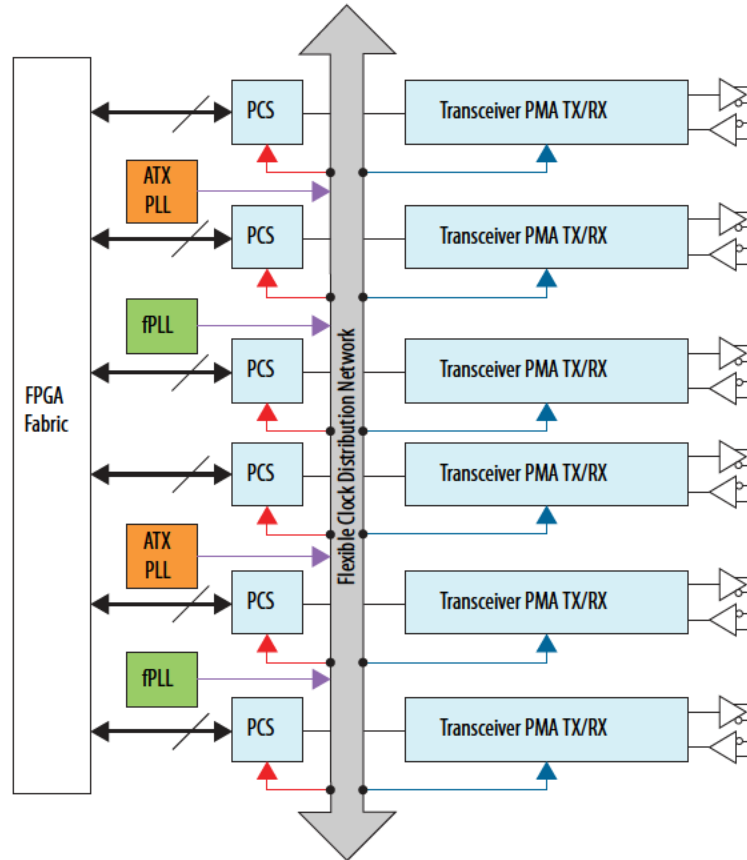 PCS
Transceiver PMA TX/RX
ATX
PLL
PCS
Transceiver PMA TX/RX
fPLL
PCS
Transceiver PMA TX/RX
FPGA
Fabric
Flexible Clock Distribution Network
PCS
Transceiver PMA TX/RX
ATX
PLL
PCS
Transceiver PMA TX/RX
fPLL
PCS
Transceiver PMA TX/RX